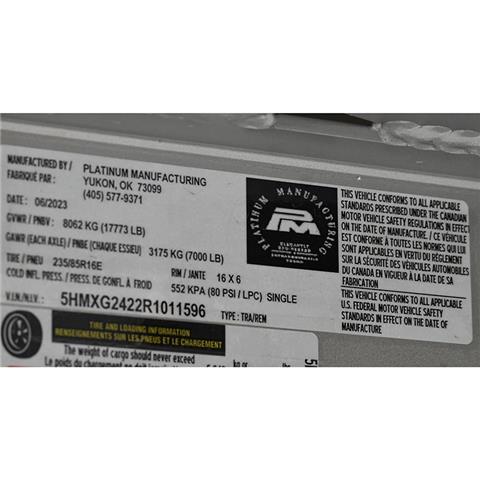 MANUFACTURED BY / PLATINUM MANUFACTURING
FABRIQUÉ PAR : YUKON, OK 73099
(405) 577-9371
DATE : 06/2023
GVWR / PNBV : 8062 KG (17773 LB)
GAWR (EACH AXLE) / PNBE (CHAQUE ESSIEU) 3175 KG (7000 LB)
TIRE / PNEU 235/85R16E RIM / JANTE 16 X 6
COLD INFL. PRESS. / PRESS. DE GONFL. À FROID 552 KPA (80 PSI / LPC) SINGLE
V.I.N. / N.I.V. : 5HMXG2422R1011596 TYPE : TRA/REM
PLATINUM MANUFACTURING
PM
THIS VEHICLE CONFORMS TO ALL APPLICABLE
STANDARDS PRESCRIBED UNDER THE CANADIAN
MOTOR VEHICLE SAFETY REGULATIONS IN EFFECT
ON THE DATE OF MANUFACTURE. / CE VÉHICULE
EST CONFORME À TOUTES LES NORMES QUI
LUI SONT APPLICABLES EN VERTU DU RÈGLEMENT
SUR LA SÉCURITÉ DES VÉHICULES AUTOMOBILES
DU CANADA EN VIGUEUR À LA DATE DE SA
FABRICATION
THIS VEHICLE CONFORMS TO ALL APPLICABLE
U.S. FEDERAL MOTOR VEHICLE SAFETY
STANDARDS IN EFFECT ON THE DATE OF
MANUFACTURE
TIRE AND LOADING INFORMATION
RENSEIGNEMENTS SUR LES PNEUS ET LE CHARGEMENT
The weight of cargo should never exceed
Le poids du chargement ne doit